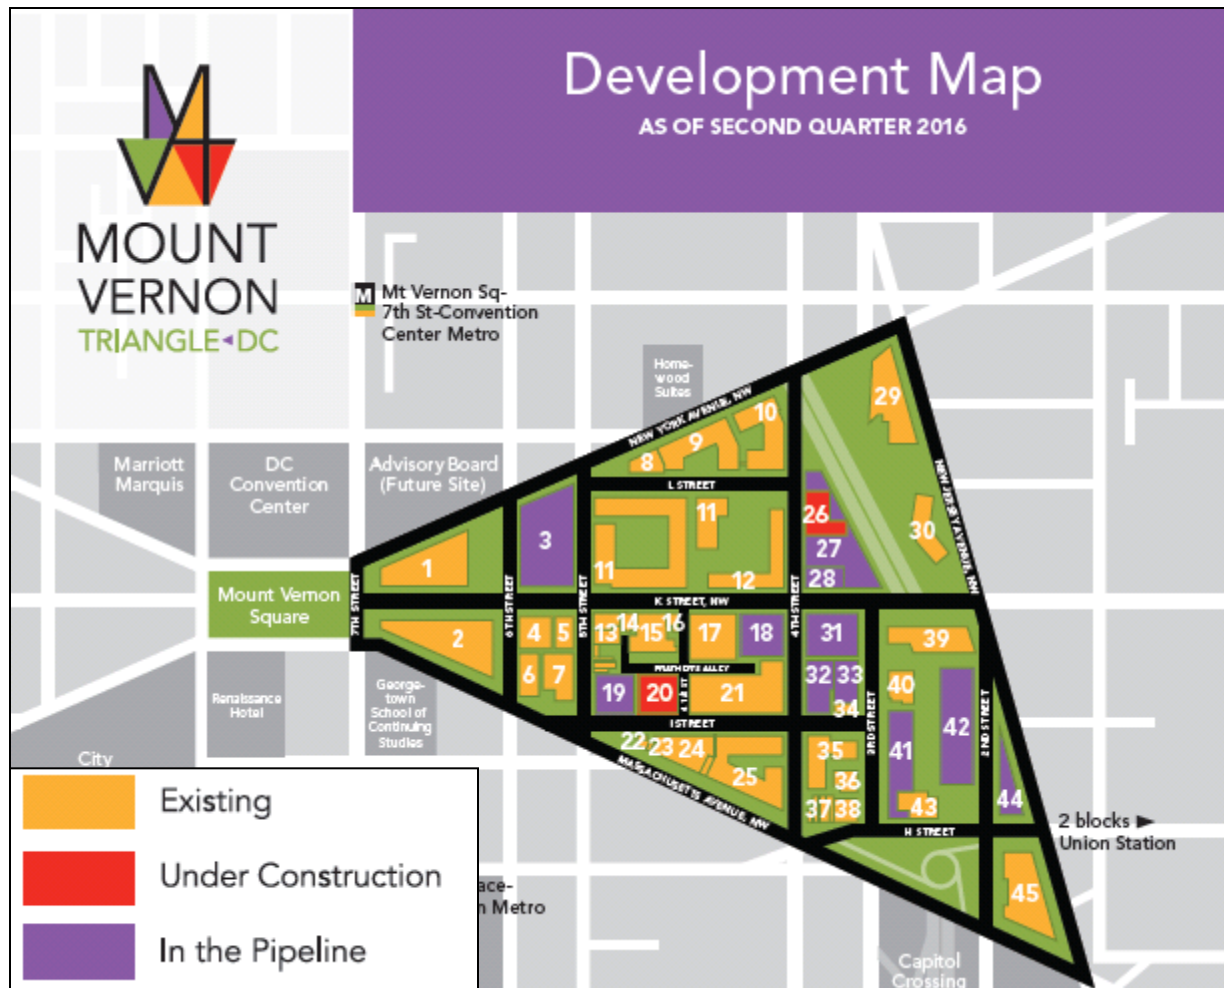 Development Map
AS OF SECOND QUARTER 2016
MOUNT
VERNON
TRIANGLE DC
M
Mt Vernon Sq-
7th St-Convention
Center Metro
Home-
wood
Suites
Marriott
Marquis
DC
Convention
Center
Advisory Board
(Future Site)
Mount Vernon
Square
Renaissance
Hotel
George-
town
School of
Continuing
Studies
City
NEW YORK AVENUE, NW
NEW JERSEY AVENUE, NW
L STREET
7TH STREET
6TH STREET
5TH STREET
4TH STREET
K STREET, NW
PRATHERS ALLEY
I STREET
3RD STREET
2ND STREET
MASSACHUSETTS AVENUE, NW
H STREET
1
2
3
4
5
6
7
8
9
10
11
11
12
13
14
15
16
17
18
19
20
21
22
23
24
25
26
27
28
29
30
31
32
33
34
35
36
37
38
39
40
41
42
43
44
45
2 blocks
Union Station
Capitol
Crossing
ace-
n Metro
Existing
Under Construction
In the Pipeline